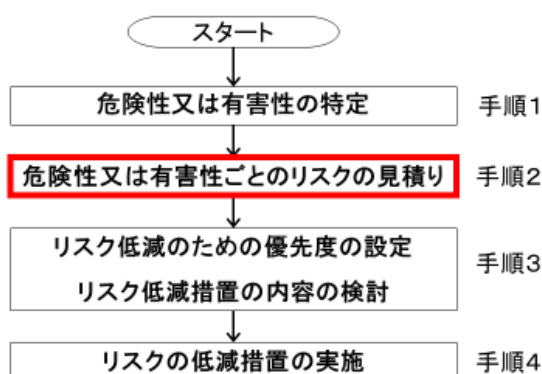 スタート
危険性又は有害性の特定
手順1
危険性又は有害性ごとのリスクの見積り
手順2
リスク低減のための優先度の設定
リスク低減措置の内容の検討
手順3
リスクの低減措置の実施
手順4